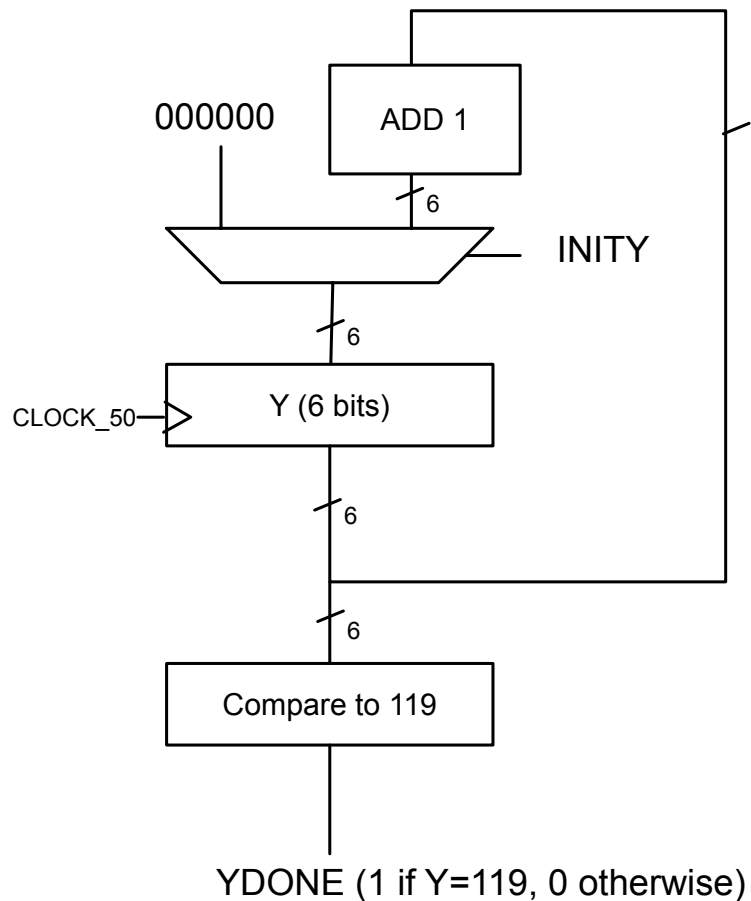 000000
ADD 1
6
INITY
6
Y (6 bits)
CLOCK_50
6
6
Compare to 119
YDONE (1 if Y=119, 0 otherwise)